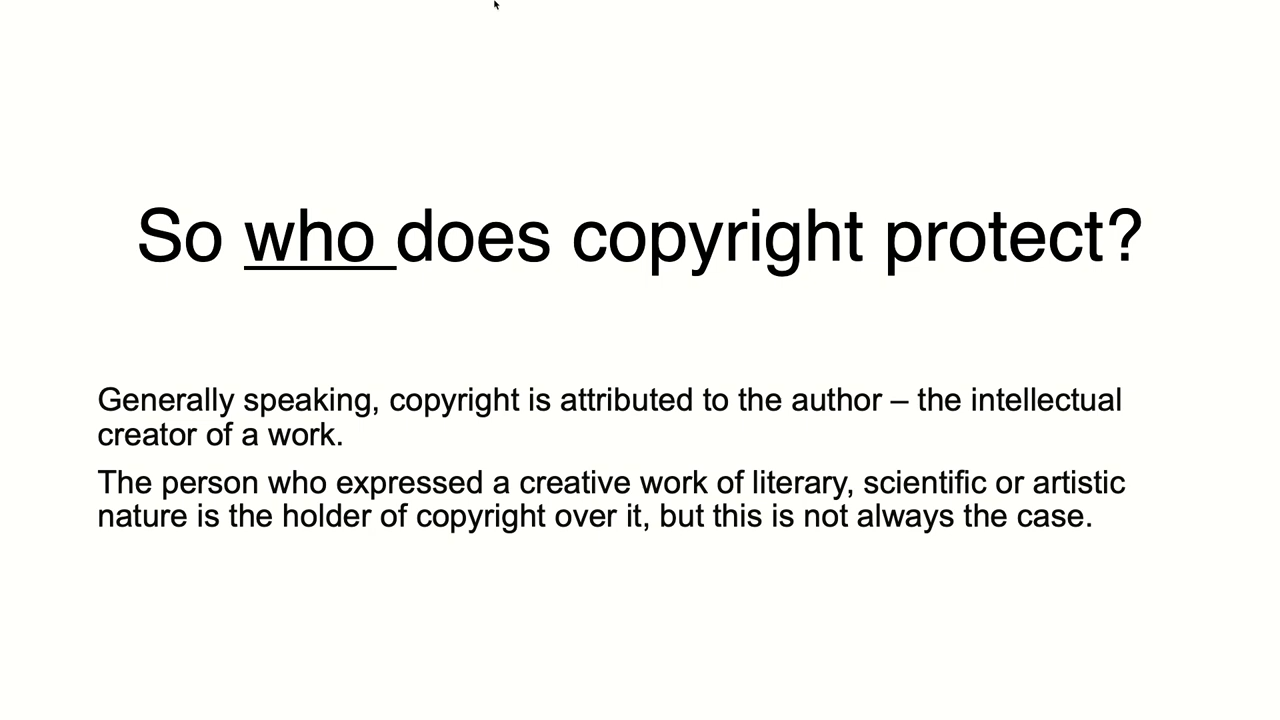 So who does copyright protect?
Generally speaking, copyright is attributed to the author – the intellectual
creator of a work.
The person who expressed a creative work of literary, scientific or artistic
nature is the holder of copyright over it, but this is not always the case.